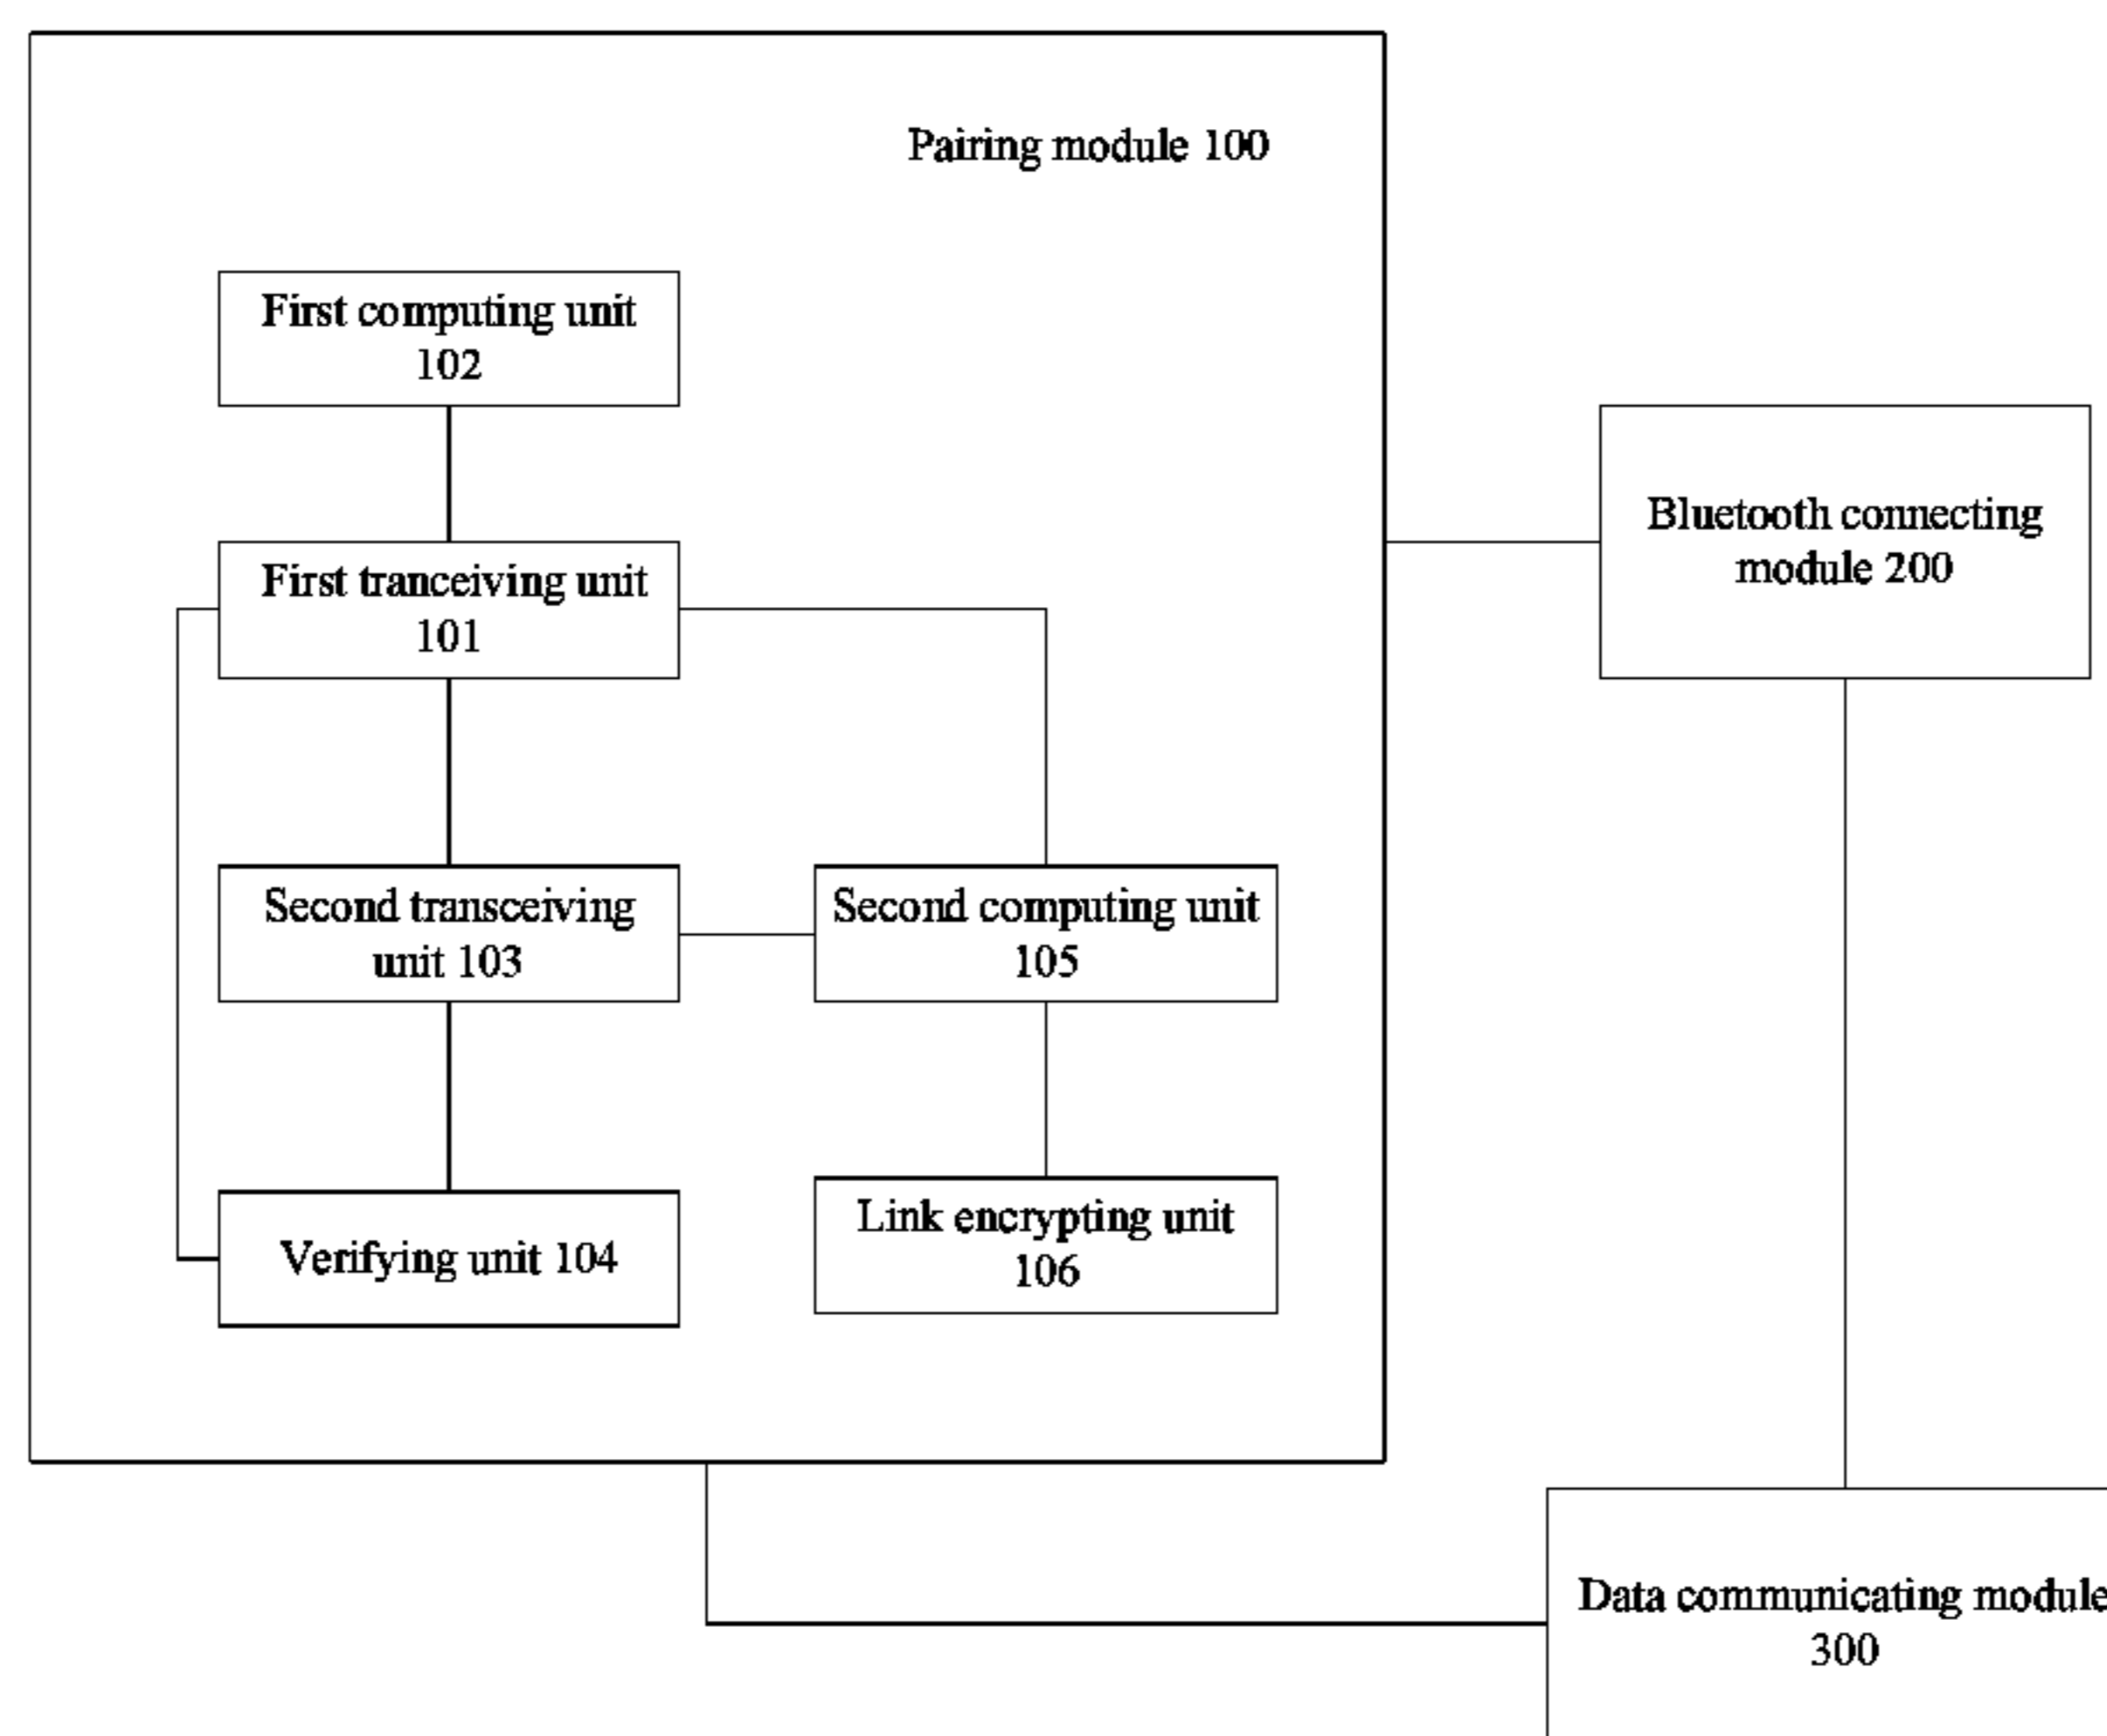 Pairing module 100
First computing unit
102
First tranceiving unit
101
Second transceiving
unit 103
Second computing unit
105
Verifying unit 104
Link encrypting unit
106
Bluetooth connecting
module 200
Data communicating module
300